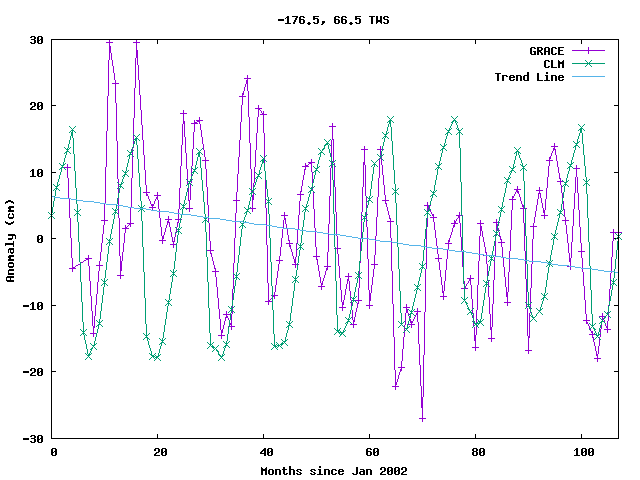 -176.5, 66.5 TWS
GRACE
CLM
Trend Line
30
20
10
0
-10
-20
-30
Anomaly (cm)
0 20 40 60 80 100
Months since Jan 2002